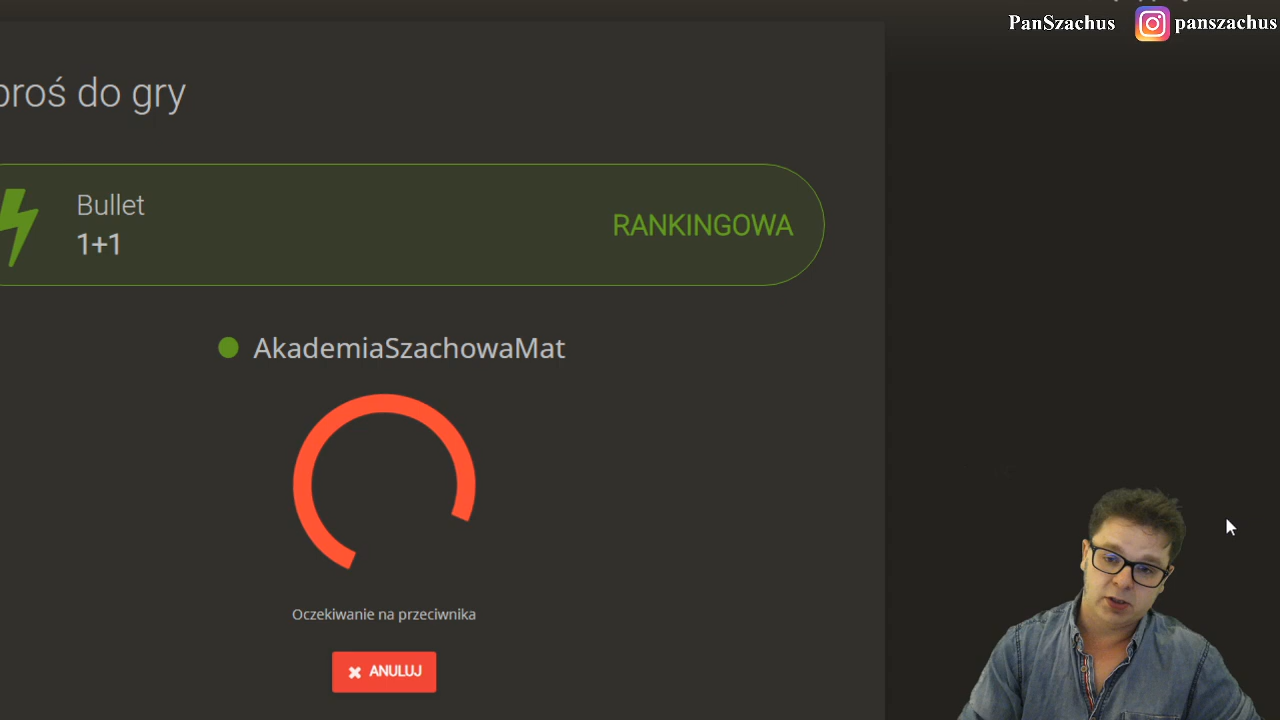 PanSzachus panszachus
proś do gry
Bullet
1+1
RANKINGOWA
AkademiaSzachowaMat
Oczekiwanie na przeciwnika
ANULUJ